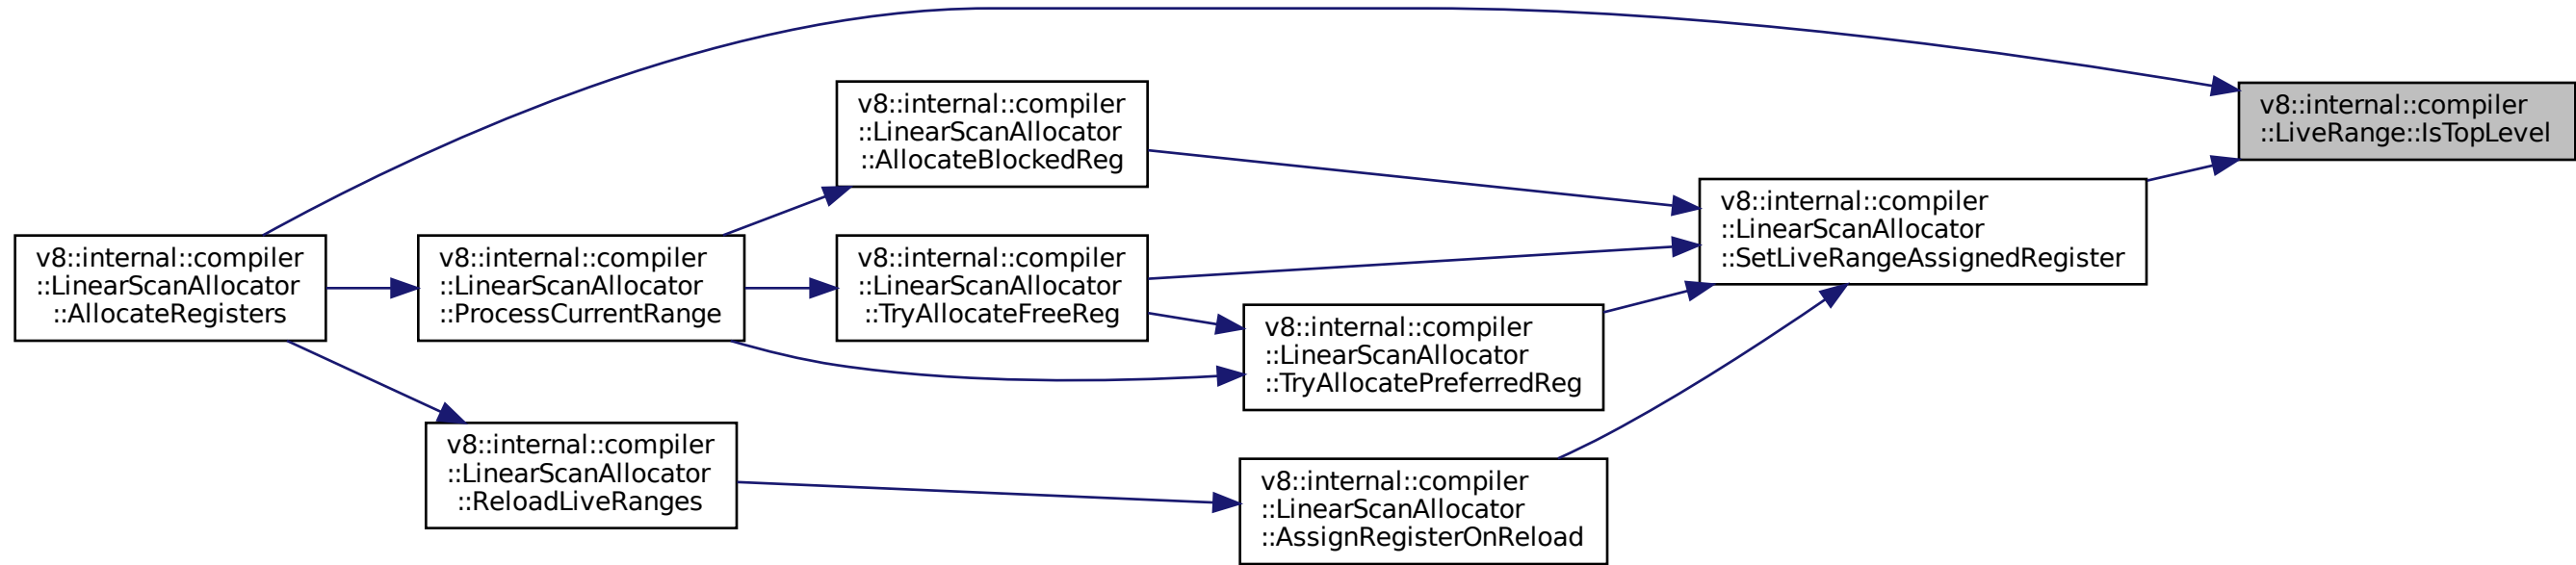 v8::internal::compiler
::LinearScanAllocator
::AllocateRegisters
v8::internal::compiler
::LinearScanAllocator
::ProcessCurrentRange
v8::internal::compiler
::LinearScanAllocator
::ReloadLiveRanges
v8::internal::compiler
::LinearScanAllocator
::AllocateBlockedReg
v8::internal::compiler
::LinearScanAllocator
::TryAllocateFreeReg
v8::internal::compiler
::LinearScanAllocator
::TryAllocatePreferredReg
v8::internal::compiler
::LinearScanAllocator
::AssignRegisterOnReload
v8::internal::compiler
::LinearScanAllocator
::SetLiveRangeAssignedRegister
v8::internal::compiler
::LiveRange::IsTopLevel